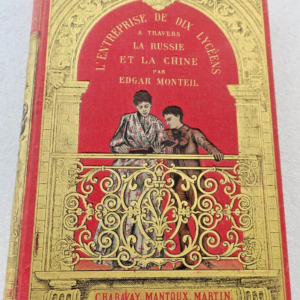 L'ENTREPRISE DE DIX LYCÉENS
A TRAVERS
LA RUSSIE
ET LA CHINE
PAR
EDGAR MONTEIL
CHARAVAY, MANTOUX, MARTIN